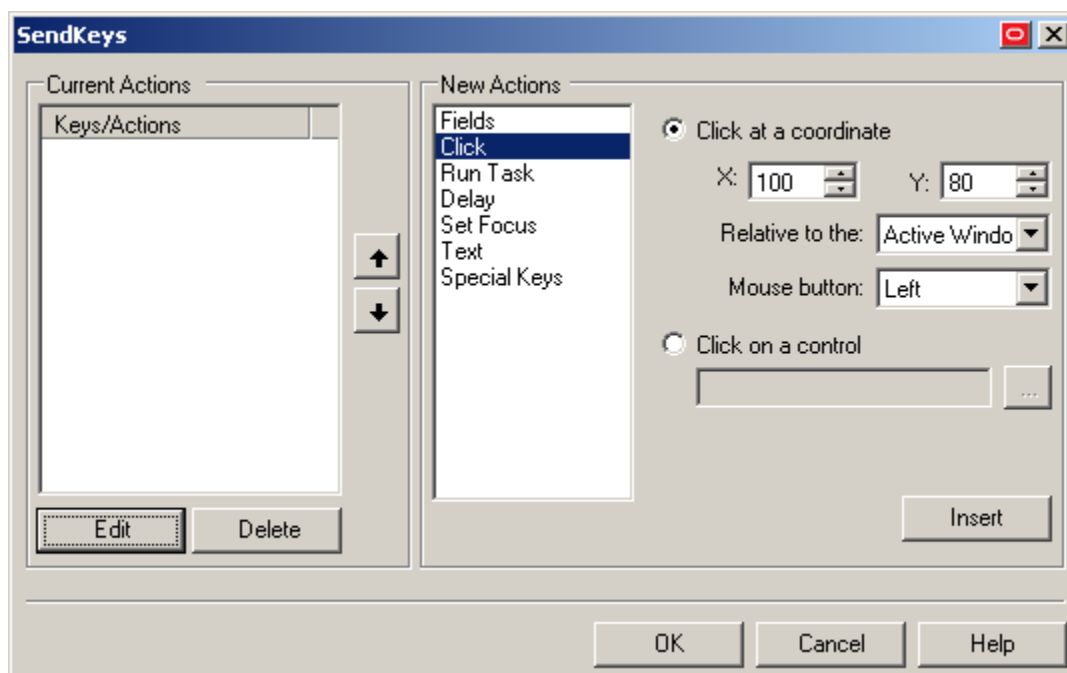 SendKeys
Current Actions
Keys/Actions
Edit
Delete
New Actions
Fields
Click
Run Task
Delay
Set Focus
Text
Special Keys
Click at a coordinate
X: 100 Y: 80
Relative to the: Active Windo
Mouse button: Left
Click on a control
...
Insert
OK Cancel Help